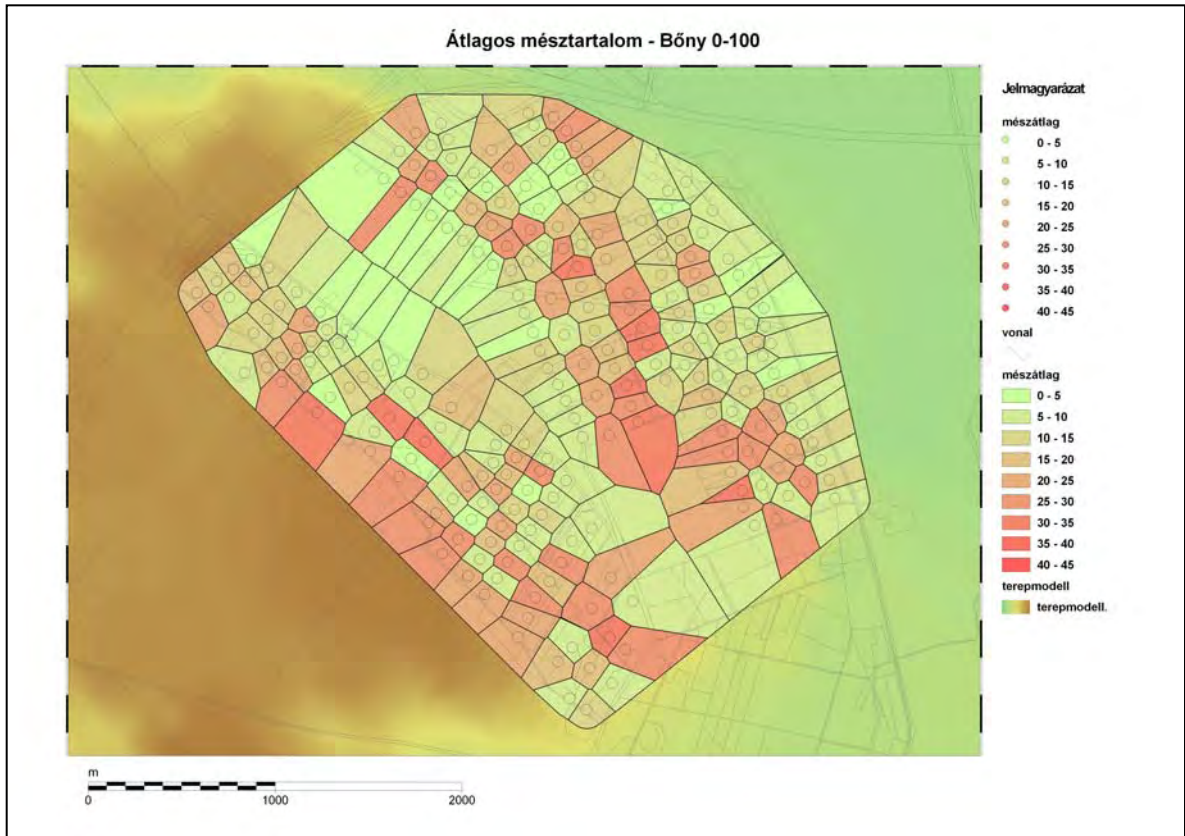 Átlagos mésztartalom - Bőny 0-100
Jelmagyarázat
mészátlag
0 - 5
5 - 10
10 - 15
15 - 20
20 - 25
25 - 30
30 - 35
35 - 40
40 - 45
vonal
mészátlag
0 - 5
5 - 10
10 - 15
15 - 20
20 - 25
25 - 30
30 - 35
35 - 40
40 - 45
terepmodell
terepmodell.
m
0 1000 2000